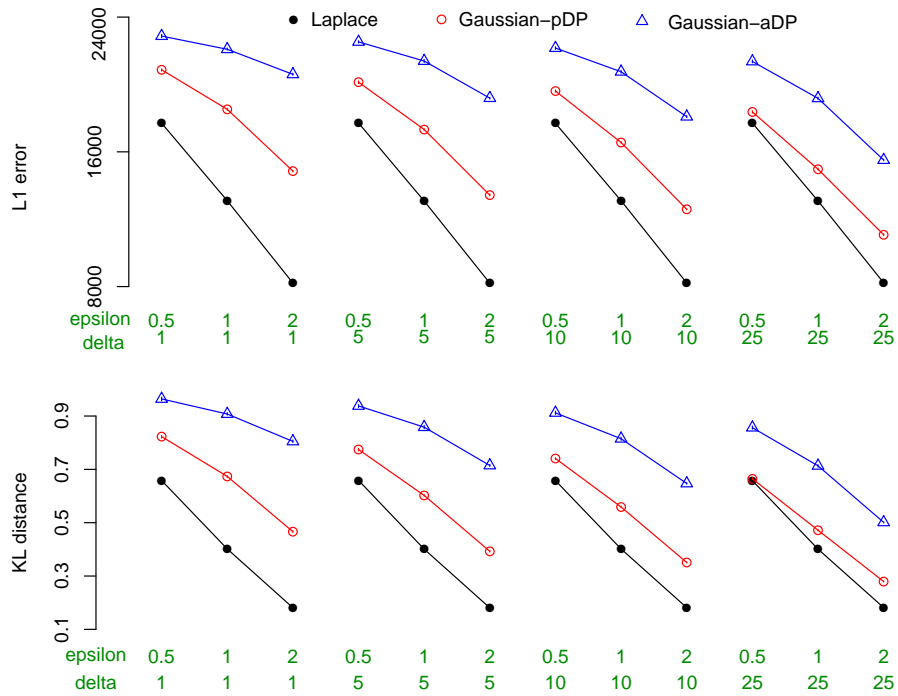 Laplace Gaussian−pDP Gaussian−aDP
L1 error
24000
16000
8000
epsilon 0.5 1 2 0.5 1 2 0.5 1 2 0.5 1 2
delta 1 1 1 5 5 5 10 10 10 25 25 25
KL distance
0.9
0.7
0.5
0.3
0.1
epsilon 0.5 1 2 0.5 1 2 0.5 1 2 0.5 1 2
delta 1 1 1 5 5 5 10 10 10 25 25 25